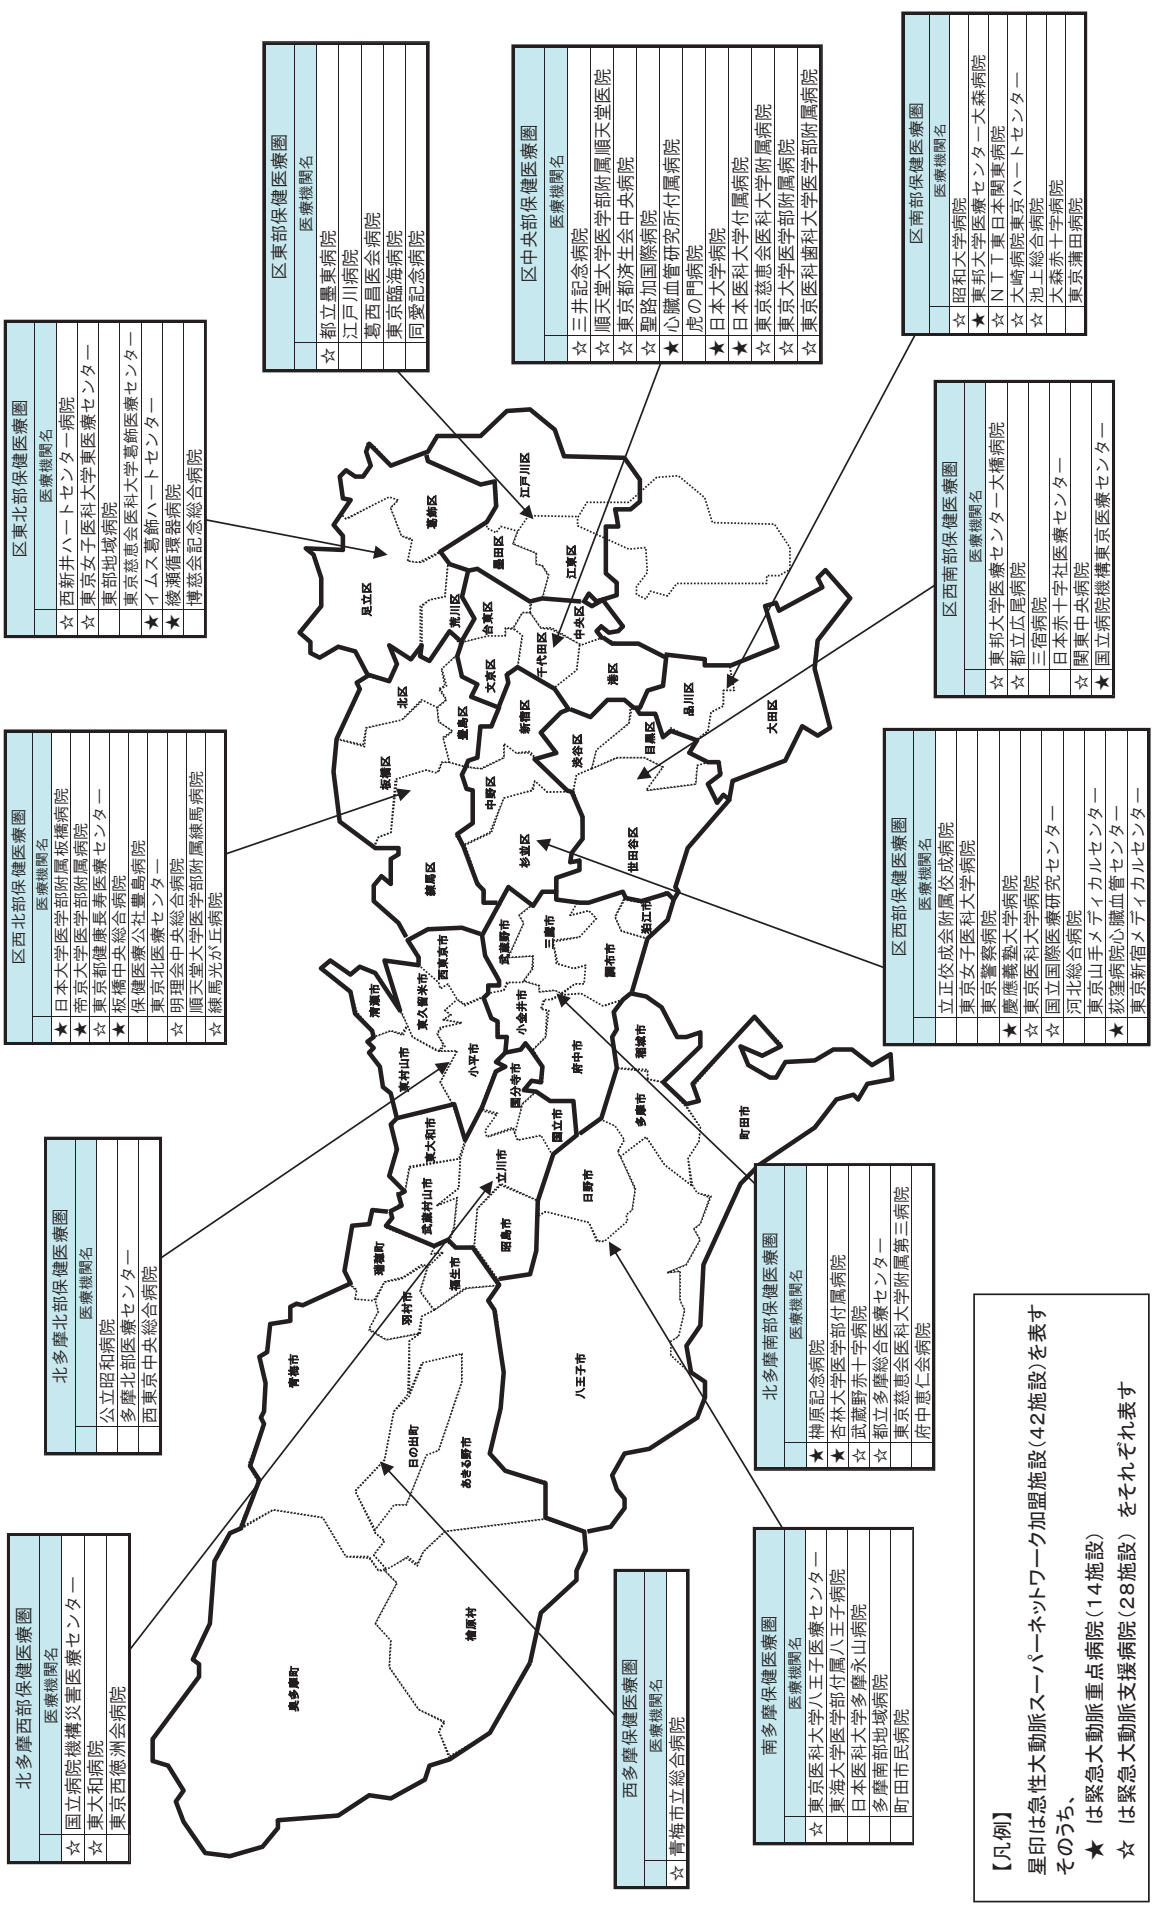 北多摩西部保健医療圏
医療機関名
☆ 国立病院機構災害医療センター
☆ 東大和病院
東京西徳洲会病院
北多摩北部保健医療圏
医療機関名
公立昭和病院
多摩北部医療センター
西東京中央総合病院
区西北部保健医療圏
医療機関名
★ 日本大学医学部附属板橋病院
★ 帝京大学医学部附属病院
☆ 東京都健康長寿医療センター
★ 板橋中央総合病院
保健医療公社豊島病院
東京北医療センター
☆ 明理会中央総合病院
順天堂大学医学部附属練馬病院
☆ 練馬光が丘病院
区東北部保健医療圏
医療機関名
☆ 西新井ハートセンター病院
☆ 東京女子医科大学東医療センター
東部地域病院
東京慈恵会医科大学葛飾医療センター
★ イムス葛飾ハートセンター
★ 綾瀬循環器病院
博慈会記念総合病院
区東部保健医療圏
医療機関名
☆ 都立墨東病院
江戸川病院
葛西昌医会病院
東京臨海病院
同愛記念病院
区中央部保健医療圏
医療機関名
☆ 三井記念病院
☆ 順天堂大学医学部附属順天堂医院
☆ 東京都済生会中央病院
☆ 聖路加国際病院
★ 心臓血管研究所付属病院
虎の門病院
★ 日本大学病院
★ 日本医科大学付属病院
☆ 東京慈恵会医科大学附属病院
☆ 東京大学医学部附属病院
☆ 東京医科歯科大学医学部附属病院
区南部保健医療圏
医療機関名
☆ 昭和大学病院
★ 東邦大学医療センター大森病院
☆ NTT東日本関東病院
☆ 大崎病院東京ハートセンター
☆ 池上総合病院
大森赤十字病院
東京蒲田病院
区西南部保健医療圏
医療機関名
☆ 東邦大学医療センター大橋病院
☆ 都立広尾病院
三宿病院
日本赤十字社医療センター
☆ 関東中央病院
★ 国立病院機構東京医療センター
区西部保健医療圏
医療機関名
立正佼成会附属佼成病院
東京女子医科大学病院
東京警察病院
★ 慶應義塾大学病院
☆ 東京医科大学病院
☆ 国立国際医療研究センター
河北総合病院
東京山手メディカルセンター
★ 荻窪病院心臓血管センター
東京新宿メディカルセンター
北多摩南部保健医療圏
医療機関名
★ 榊原記念病院
★ 杏林大学医学部付属病院
☆ 武蔵野赤十字病院
☆ 都立多摩総合医療センター
東京慈恵会医科大学附属第三病院
府中恵仁会病院
南多摩保健医療圏
医療機関名
☆ 東京医科大学八王子医療センター
東海大学医学部付属八王子病院
日本医科大学多摩永山病院
多摩南部地域病院
町田市民病院
西多摩保健医療圏
医療機関名
☆ 青梅市立総合病院
奥多摩町
檜原村
青梅市
日の出町
あきる野市
八王子市
瑞穂町
羽村市
福生市
昭島市
武蔵村山市
東大和市
立川市
日野市
国立市
国分寺市
東村山市
小平市
清瀬市
東久留米市
西東京市
小金井市
府中市
武蔵野市
三鷹市
調布市
狛江市
稲城市
多摩市
町田市
練馬区
板橋区
北区
豊島区
中野区
杉並区
新宿区
渋谷区
目黒区
世田谷区
品川区
大田区
足立区
葛飾区
荒川区
台東区
文京区
千代田区
中央区
港区
墨田区
江東区
江戸川区
【凡例】
星印は急性大動脈スーパーネットワーク加盟施設(42施設)を表す
そのうち、
★ は緊急大動脈重点病院(14施設)
☆ は緊急大動脈支援病院(28施設) をそれぞれ表す